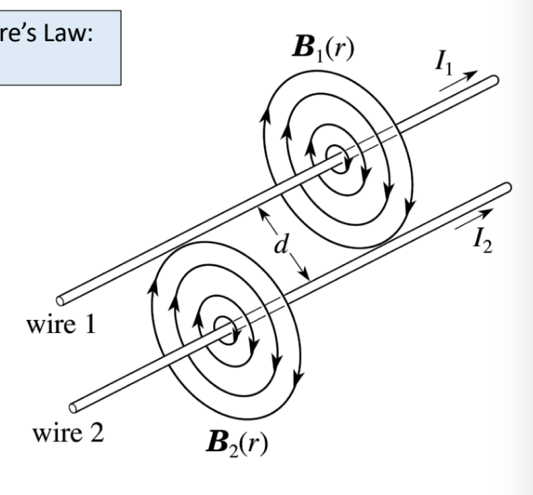 re's Law:
B₁(r)
I₁
d
I₂
wire 1
wire 2
B₂(r)